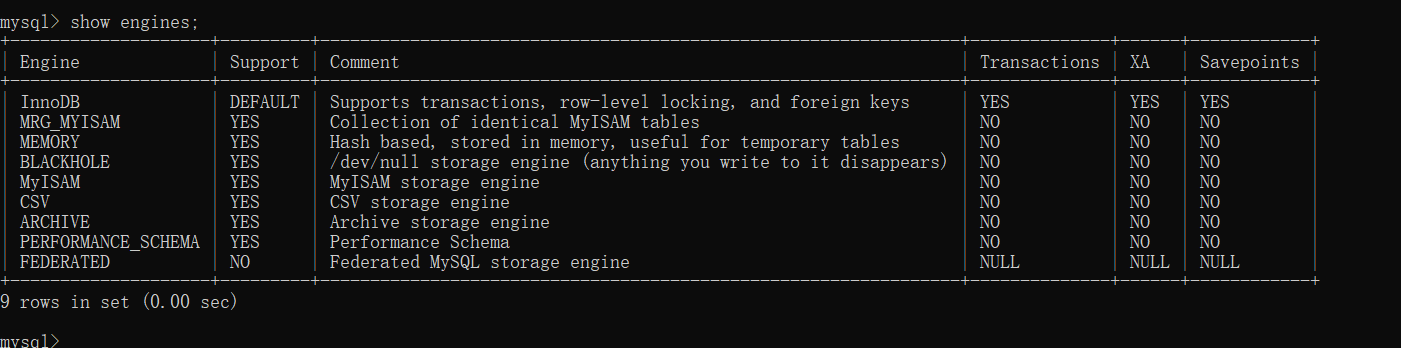 mysql> show engines;
+--------------------+---------+----------------------------------------------------------------+--------------+------+------------+
| Engine             | Support | Comment                                                        | Transactions | XA   | Savepoints |
+--------------------+---------+----------------------------------------------------------------+--------------+------+------------+
| InnoDB             | DEFAULT | Supports transactions, row-level locking, and foreign keys     | YES          | YES  | YES        |
| MRG_MYISAM         | YES     | Collection of identical MyISAM tables                          | NO           | NO   | NO         |
| MEMORY             | YES     | Hash based, stored in memory, useful for temporary tables      | NO           | NO   | NO         |
| BLACKHOLE          | YES     | /dev/null storage engine (anything you write to it disappears) | NO           | NO   | NO         |
| MyISAM             | YES     | MyISAM storage engine                                          | NO           | NO   | NO         |
| CSV                | YES     | CSV storage engine                                             | NO           | NO   | NO         |
| ARCHIVE            | YES     | Archive storage engine                                         | NO           | NO   | NO         |
| PERFORMANCE_SCHEMA | YES     | Performance Schema                                             | NO           | NO   | NO         |
| FEDERATED          | NO      | Federated MySQL storage engine                                 | NULL         | NULL | NULL       |
+--------------------+---------+----------------------------------------------------------------+--------------+------+------------+
9 rows in set (0.00 sec)
mysql>